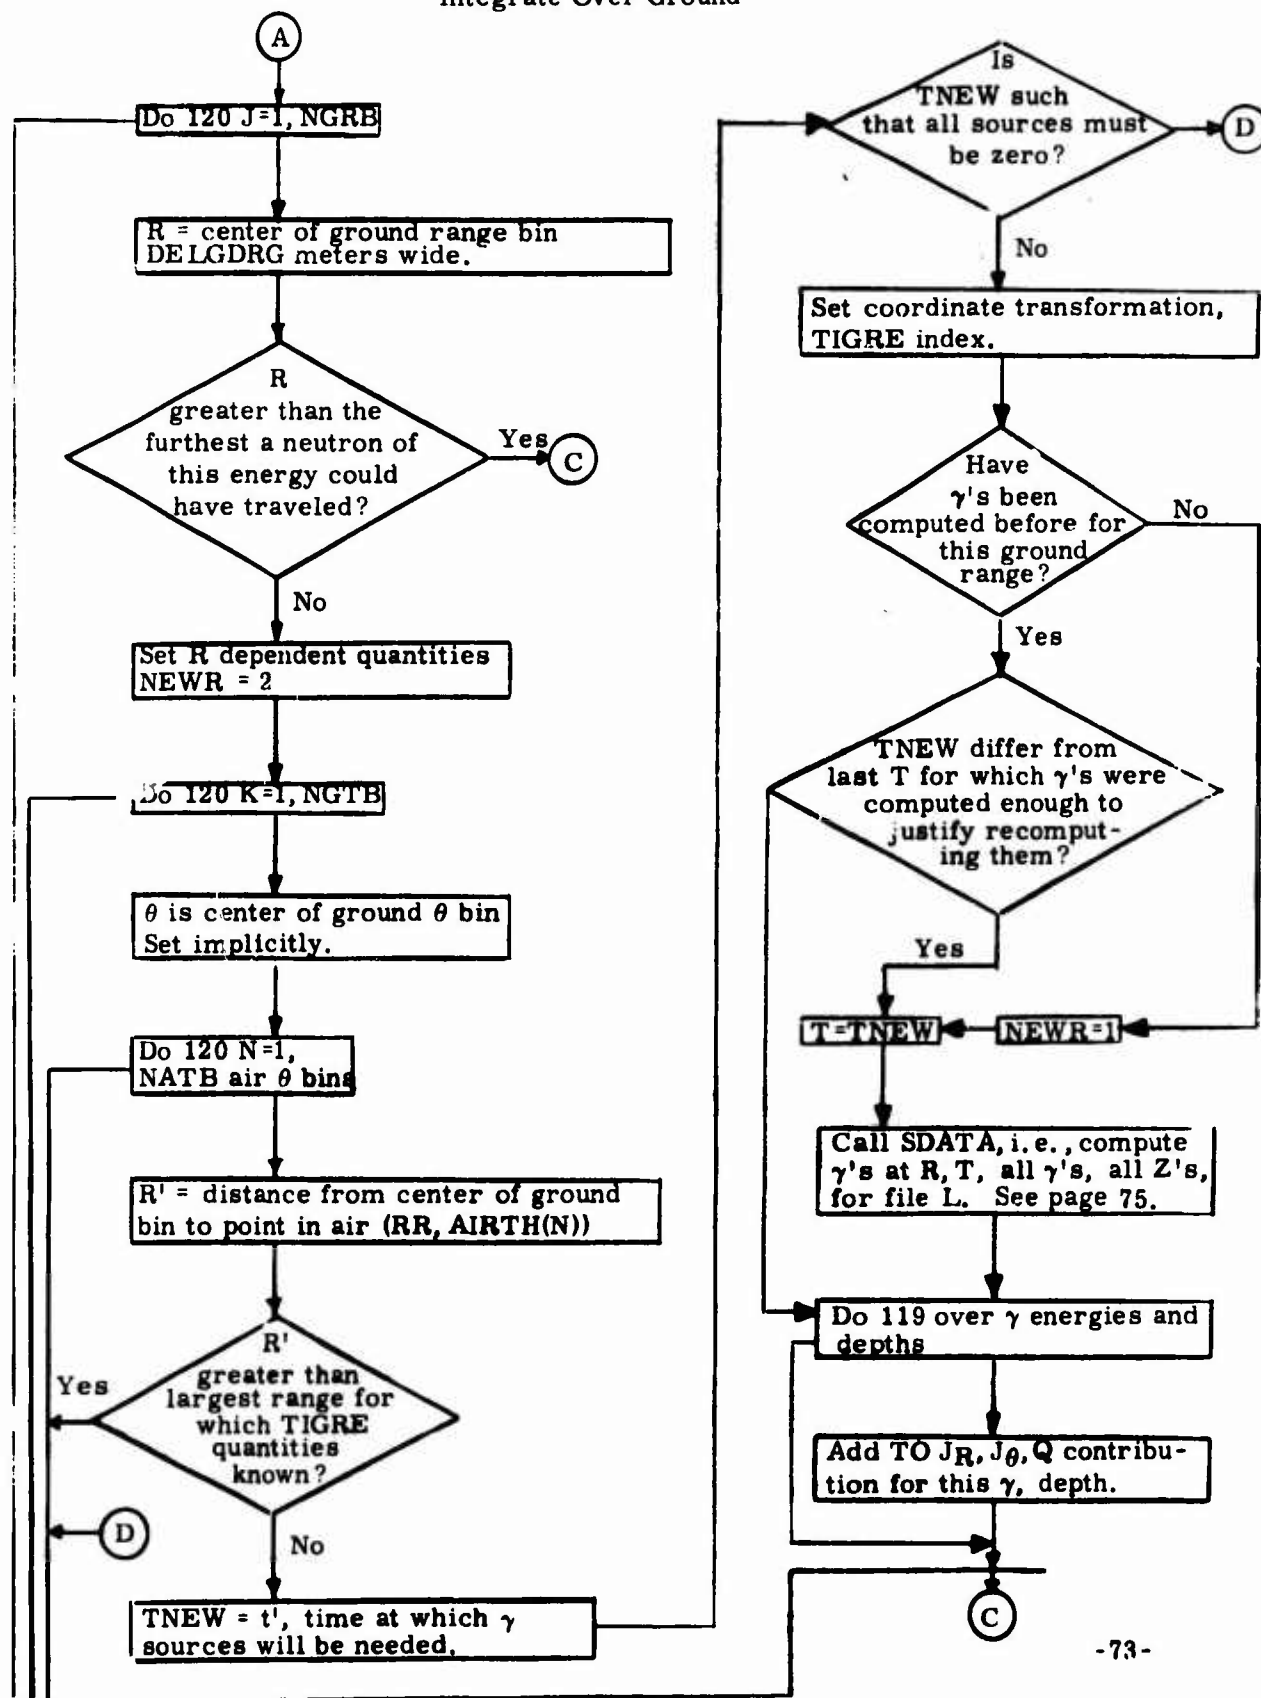 Integrate Over Ground
A
Do 120 J=1, NGRB
R = center of ground range bin
DELGDRG meters wide.
R
greater than the
furthest a neutron of
this energy could
have traveled?
Yes
C
No
Set R dependent quantities
NEWR = 2
Do 120 K=1, NGTB
θ is center of ground θ bin
Set implicitly.
Do 120 N=1,
NATB air θ bins
R' = distance from center of ground
bin to point in air (RR, AIRTH(N))
R'
greater than
largest range for
which TIGRE
quantities
known?
Yes
D
No
TNEW = t', time at which γ
sources will be needed.
Is
TNEW such
that all sources must
be zero?
D
No
Set coordinate transformation,
TIGRE index.
Have
γ's been
computed before for
this ground
range?
No
Yes
TNEW differ from
last T for which γ's were
computed enough to
justify recomput-
ing them?
Yes
T=TNEW
NEWR=1
Call SDATA, i.e., compute
γ's at R, T, all γ's, all Z's,
for file L. See page 75.
Do 119 over γ energies and
depths
Add TO JR, Jθ, Q contribu-
tion for this γ, depth.
C
-73-